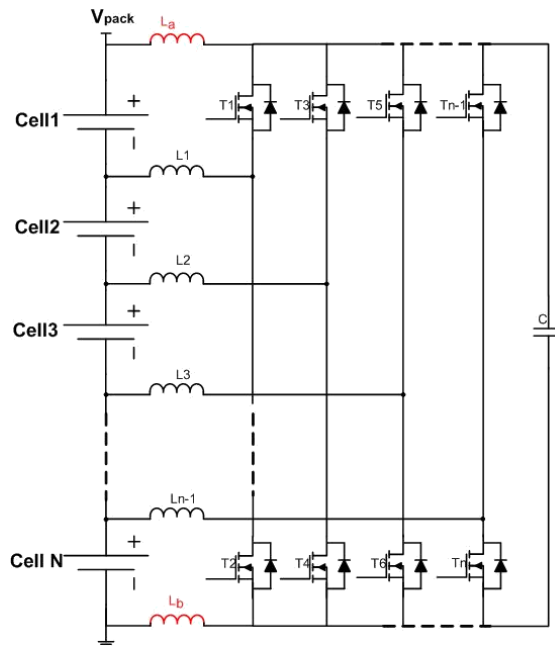 Vpack
La
T1
T3
T5
Tn-1
+
Cell1
L1
+
Cell2
L2
+
Cell3
C
L3
Ln-1
+
Cell N
T2
T4
T6
Tn
Lb